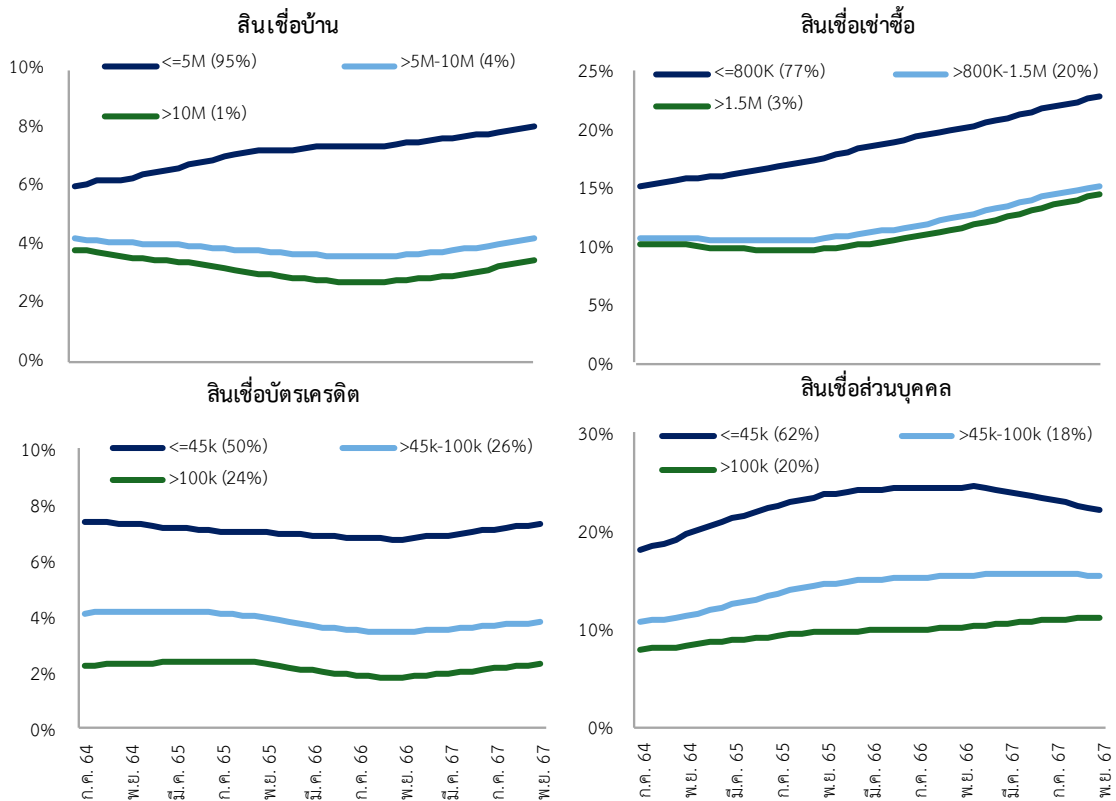 สินเชื่อบ้าน
<=5M (95%)
>5M-10M (4%)
>10M (1%)
10%
8%
6%
4%
2%
0%
สินเชื่อเช่าซื้อ
<=800K (77%)
>800K-1.5M (20%)
>1.5M (3%)
25%
20%
15%
10%
5%
0%
สินเชื่อบัตรเครดิต
<=45k (50%)
>45k-100k (26%)
>100k (24%)
10%
8%
6%
4%
2%
0%
ก.ค. 64
พ.ย. 64
มี.ค. 65
ก.ค. 65
พ.ย. 65
มี.ค. 66
ก.ค. 66
พ.ย. 66
มี.ค. 67
ก.ค. 67
พ.ย. 67
สินเชื่อส่วนบุคคล
<=45k (62%)
>45k-100k (18%)
>100k (20%)
30%
20%
10%
0%
ก.ค. 64
พ.ย. 64
มี.ค. 65
ก.ค. 65
พ.ย. 65
มี.ค. 66
ก.ค. 66
พ.ย. 66
มี.ค. 67
ก.ค. 67
พ.ย. 67